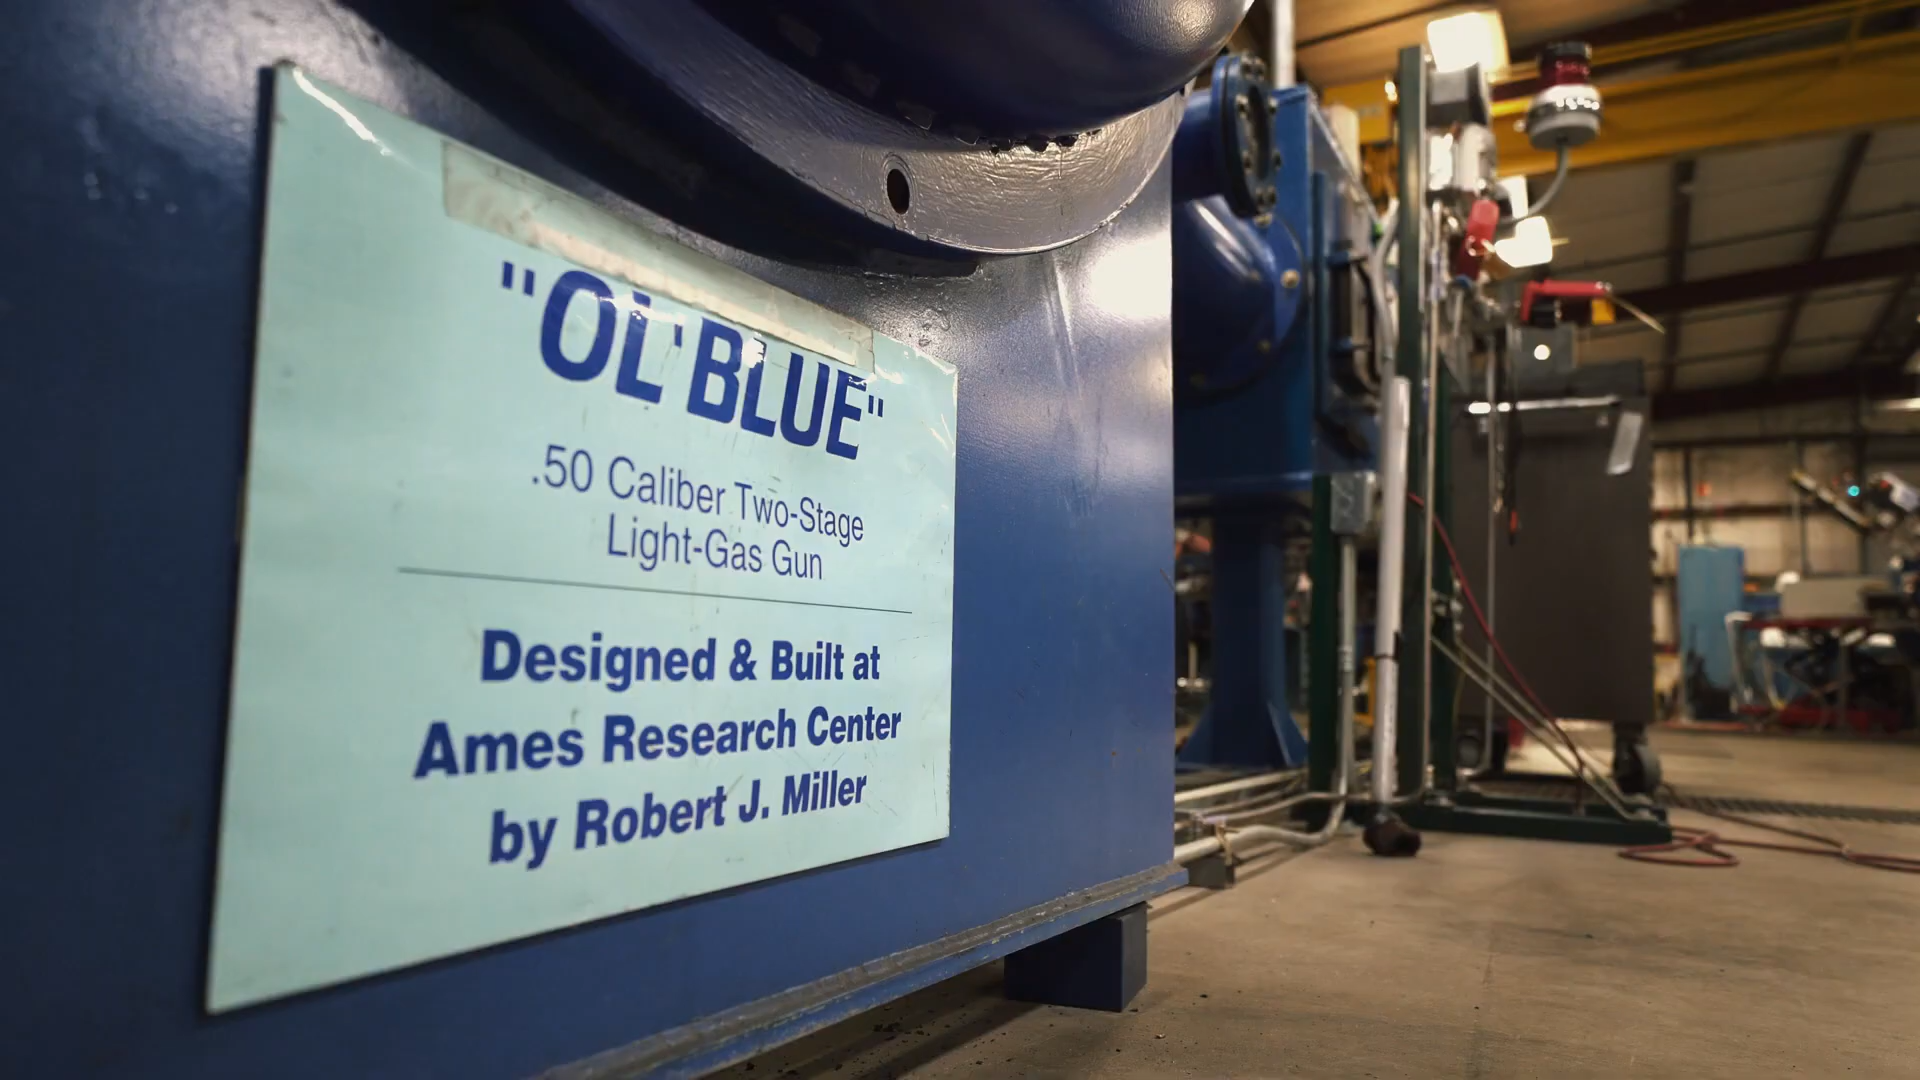 "OL' BLUE"
.50 Caliber Two-Stage
Light-Gas Gun
Designed & Built at
Ames Research Center
by Robert J. Miller